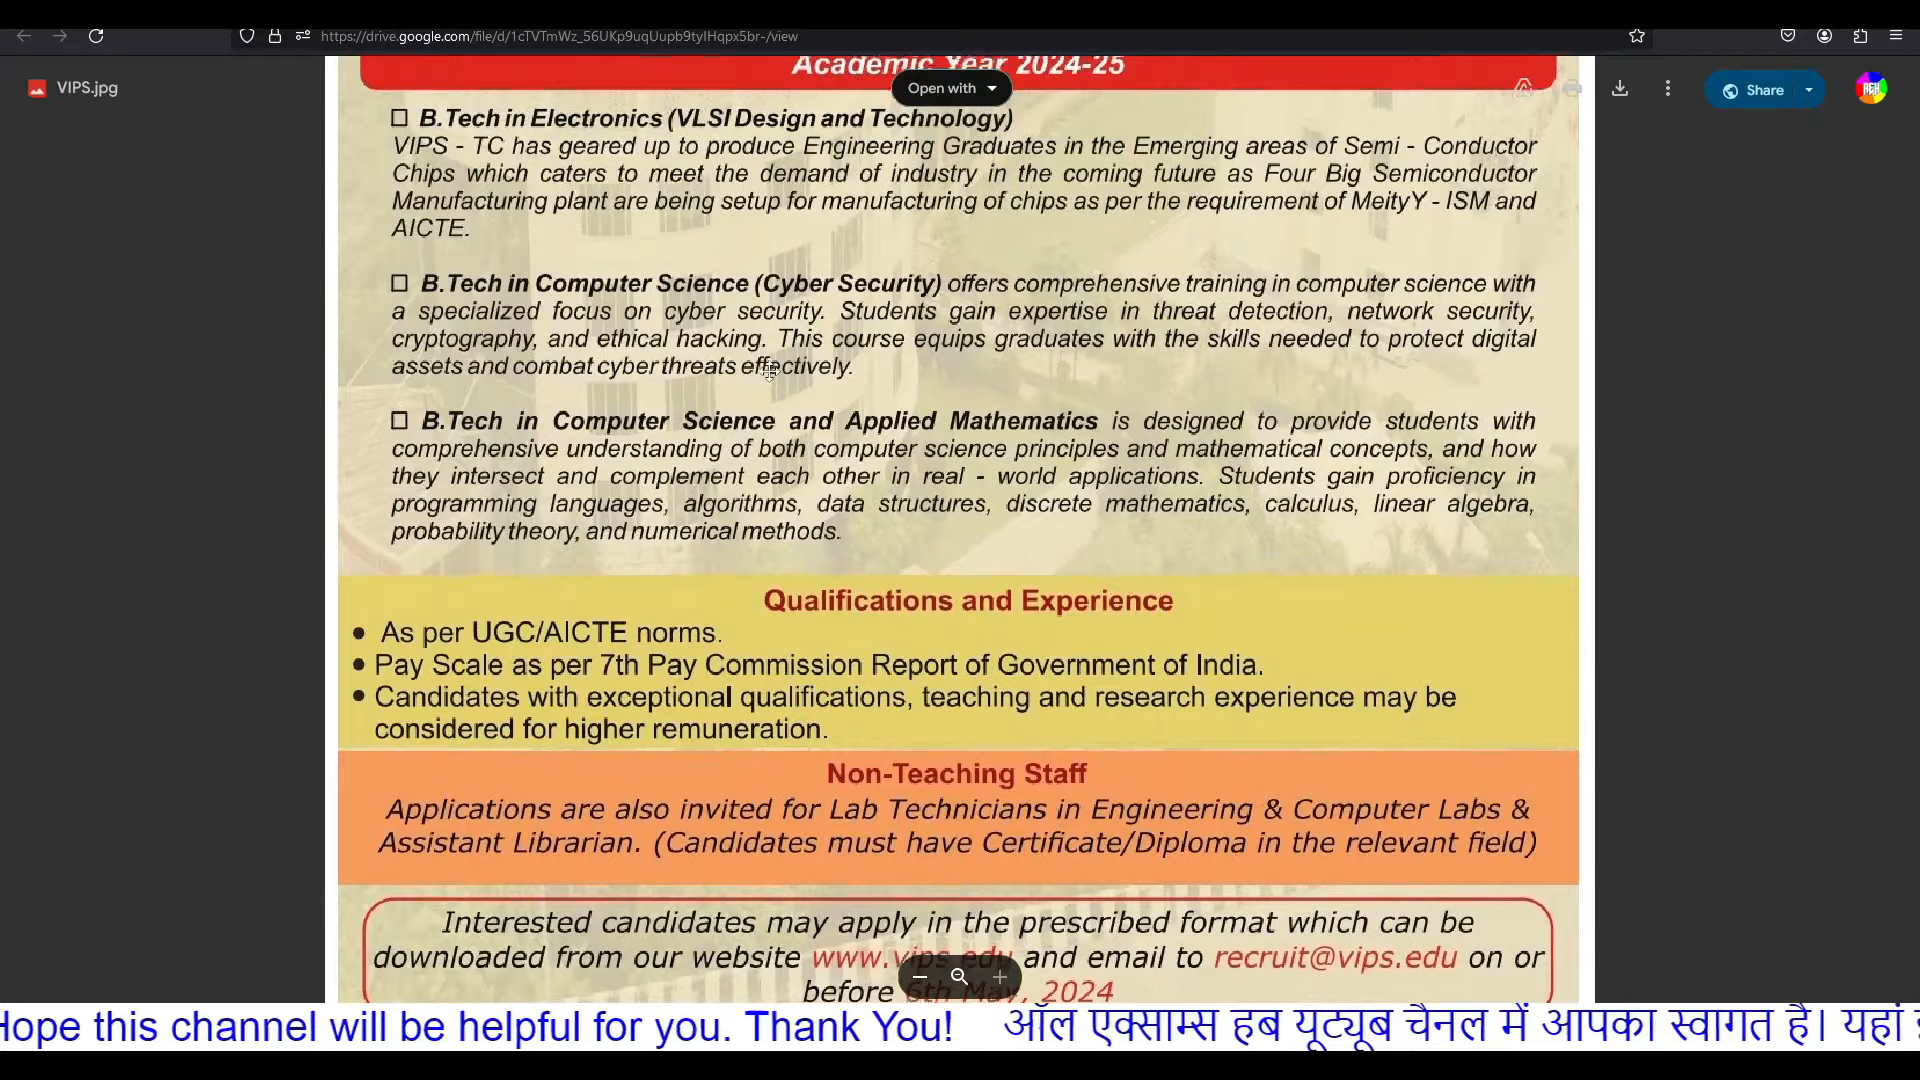 https://drive.google.com/file/d/1cTVTmWz_56UKp9uqUupb9tyIHqpx5br-/view
VIPS.jpg
Open with
Share
Academic Year 2024-25
B.Tech in Electronics (VLSI Design and Technology)
VIPS - TC has geared up to produce Engineering Graduates in the Emerging areas of Semi - Conductor
Chips which caters to meet the demand of industry in the coming future as Four Big Semiconductor
Manufacturing plant are being setup for manufacturing of chips as per the requirement of MeityY - ISM and
AICTE.
B.Tech in Computer Science (Cyber Security) offers comprehensive training in computer science with
a specialized focus on cyber security. Students gain expertise in threat detection, network security,
cryptography, and ethical hacking. This course equips graduates with the skills needed to protect digital
assets and combat cyber threats effectively.
B.Tech in Computer Science and Applied Mathematics is designed to provide students with
comprehensive understanding of both computer science principles and mathematical concepts, and how
they intersect and complement each other in real - world applications. Students gain proficiency in
programming languages, algorithms, data structures, discrete mathematics, calculus, linear algebra,
probability theory, and numerical methods.
Qualifications and Experience
• As per UGC/AICTE norms.
• Pay Scale as per 7th Pay Commission Report of Government of India.
• Candidates with exceptional qualifications, teaching and research experience may be
considered for higher remuneration.
Non-Teaching Staff
Applications are also invited for Lab Technicians in Engineering & Computer Labs &
Assistant Librarian. (Candidates must have Certificate/Diploma in the relevant field)
Interested candidates may apply in the prescribed format which can be
downloaded from our website www.vips.edu and email to recruit@vips.edu on or
before 6th May, 2024
Hope this channel will be helpful for you. Thank You! ऑल एक्साम्स हब यूट्यूब चैनल में आपका स्वागत है। यहां